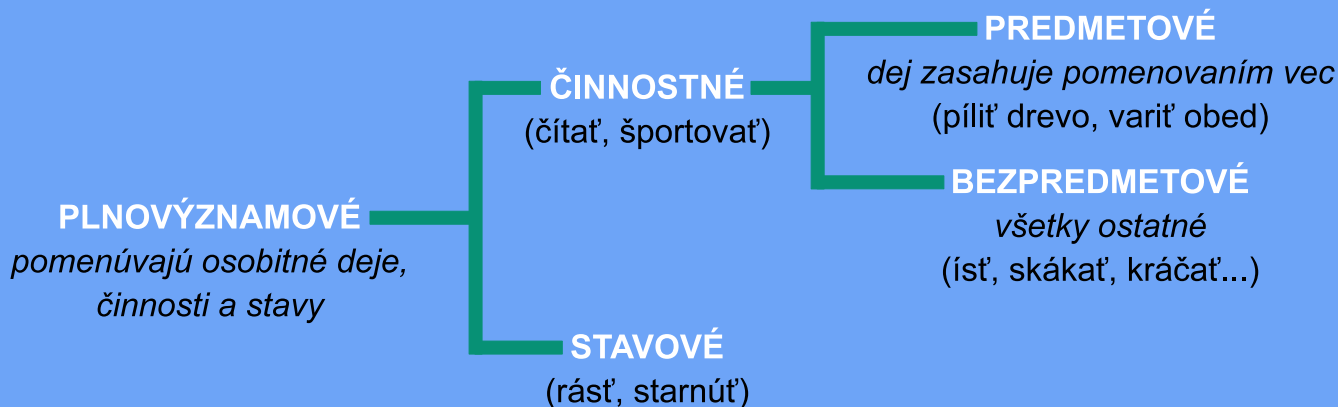 PLNOVÝZNAMOVÉ
pomenúvajú osobitné deje,
činnosti a stavy
ČINNOSTNÉ
(čítať, športovať)
PREDMETOVÉ
dej zasahuje pomenovaním vec
(píliť drevo, variť obed)
BEZPREDMETOVÉ
všetky ostatné
(ísť, skákať, kráčať...)
STAVOVÉ
(rásť, starnúť)